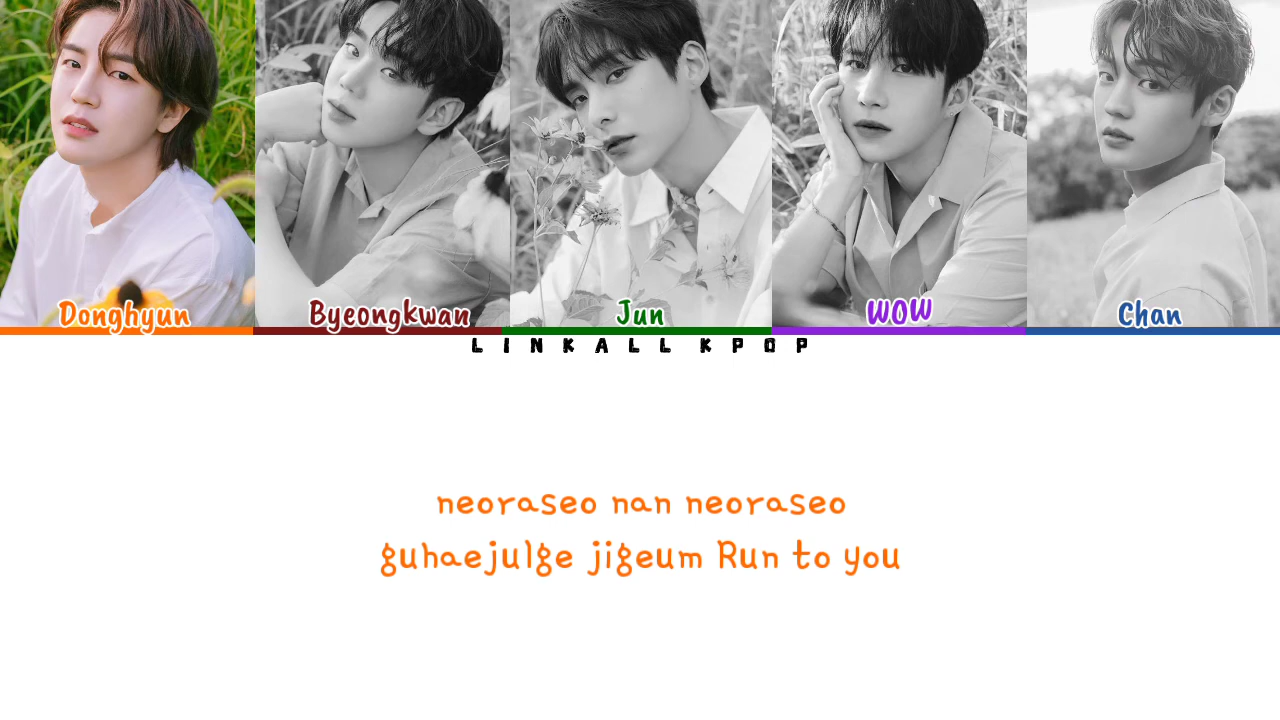 Donghyun Byeongkwan Jun WOW Chan
LINKALL KPOP
neoraseo nan neoraseo
guhaejulge jigeum Run to you